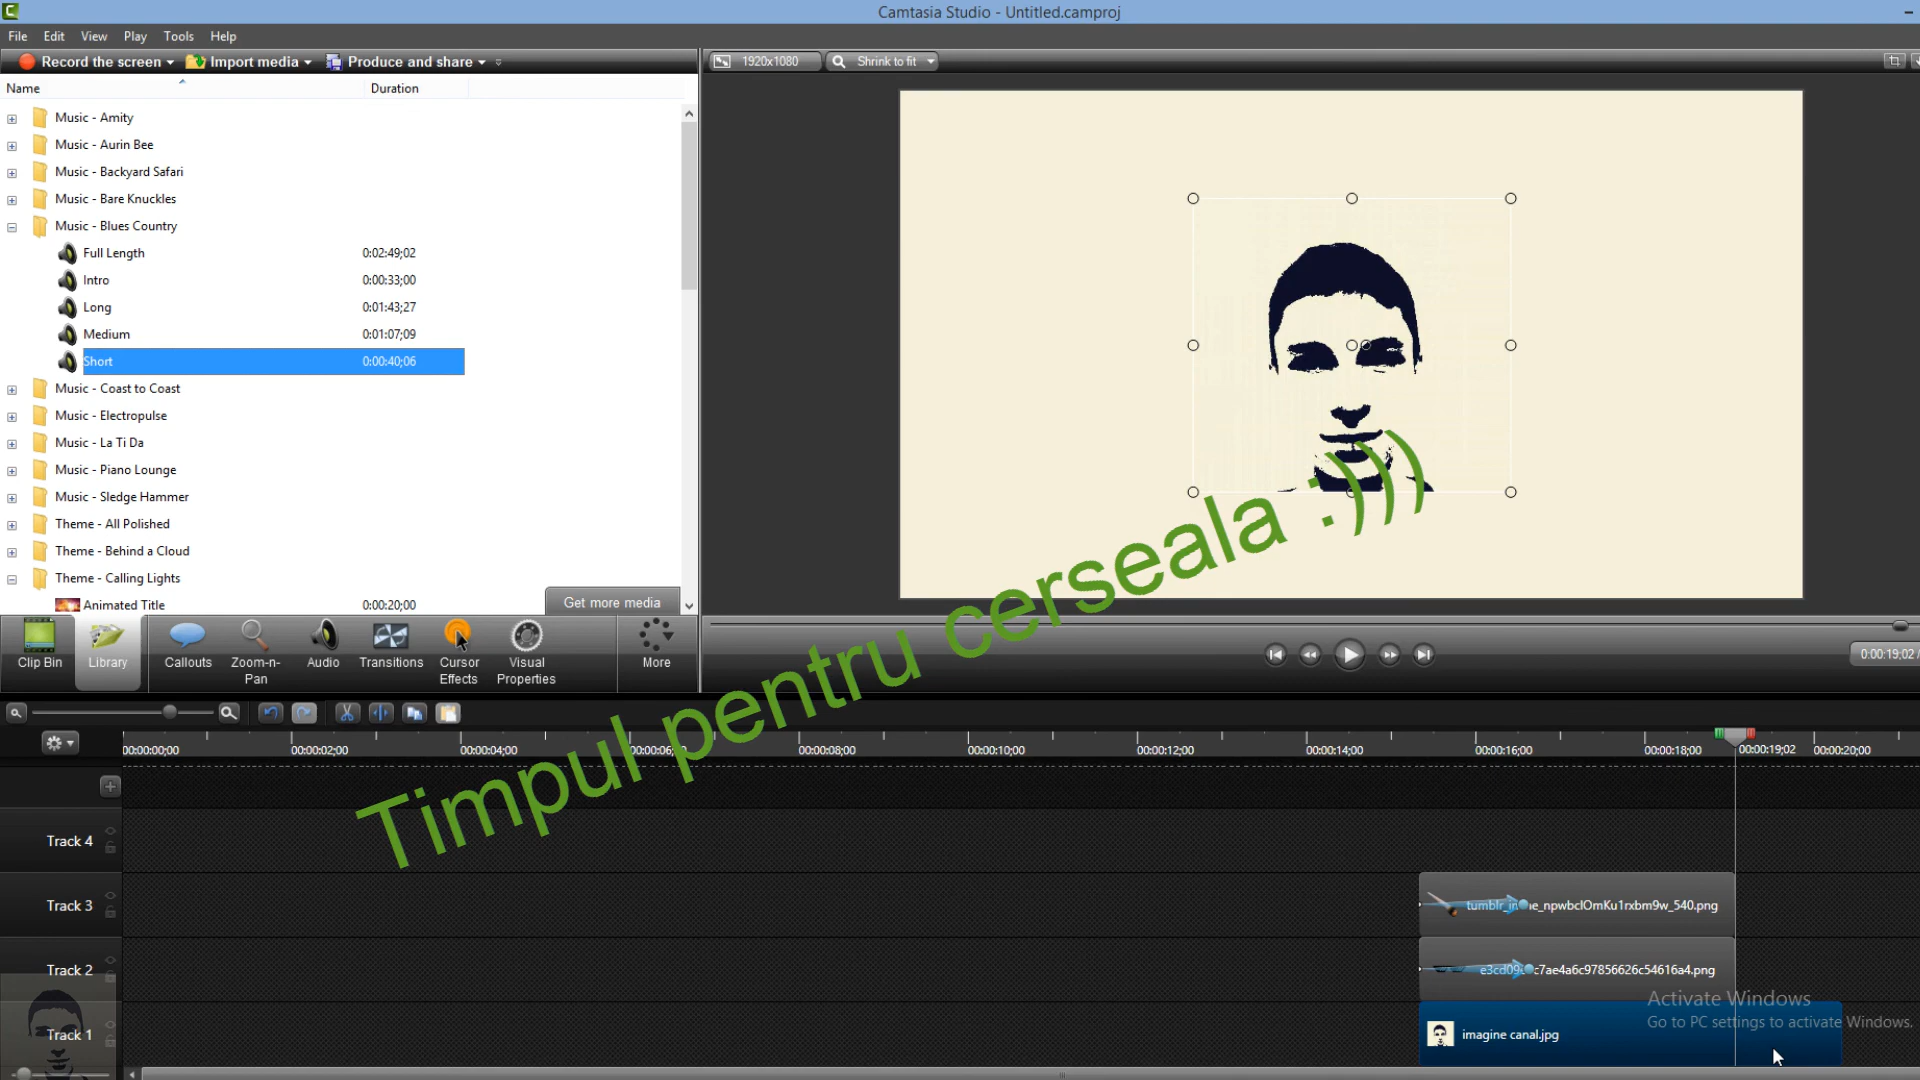 Camtasia Studio - Untitled.camproj
File Edit View Play Tools Help
Record the screen Import media Produce and share
1920x1080 Shrink to fit
Name Duration
Music - Amity
Music - Aurin Bee
Music - Backyard Safari
Music - Bare Knuckles
Music - Blues Country
Full Length 0:02:49;02
Intro 0:00:33;00
Long 0:01:43;27
Medium 0:01:07;09
Short 0:00:40;06
Music - Coast to Coast
Music - Electropulse
Music - La Ti Da
Music - Piano Lounge
Music - Sledge Hammer
Theme - All Polished
Theme - Behind a Cloud
Theme - Calling Lights
Animated Title 0:00:20;00
Get more media
Clip Bin Library Callouts Zoom-n-Pan Audio Transitions Cursor Effects Visual Properties More
0:00:19;02 /
Timpul pentru cerseala :)))
00:00:00;00 00:00:02;00 00:00:04;00 00:00:08;00 00:00:10;00 00:00:12;00 00:00:14;00 00:00:16;00 00:00:18;00 00:00:19;02 00:00:20;00
Track 4
Track 3
Track 2
Activate Windows
Go to PC settings to activate Windows.
Track 1 imagine canal.jpg